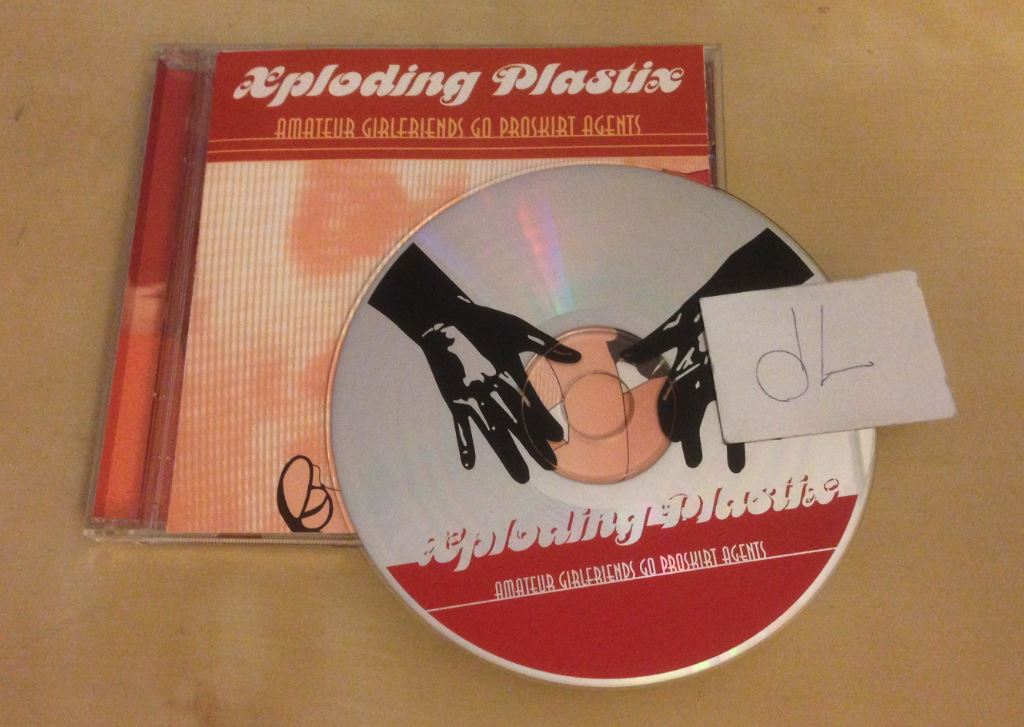 Xploding Plastix
AMATEUR GIRLFRIENDS GO PROSKIRT AGENTS
dL
Xploding Plastix
AMATEUR GIRLFRIENDS GO PROSKIRT AGENTS